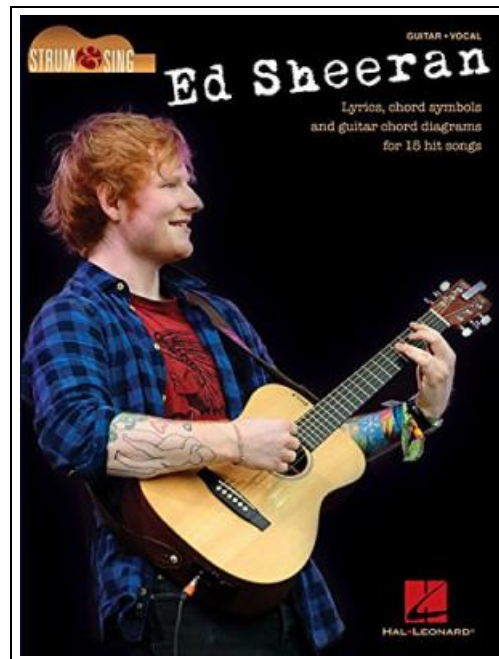 GUITAR • VOCAL
STRUM & SING
Ed Sheeran
Lyrics, chord symbols
and guitar chord diagrams
for 15 hit songs
HAL•LEONARD®